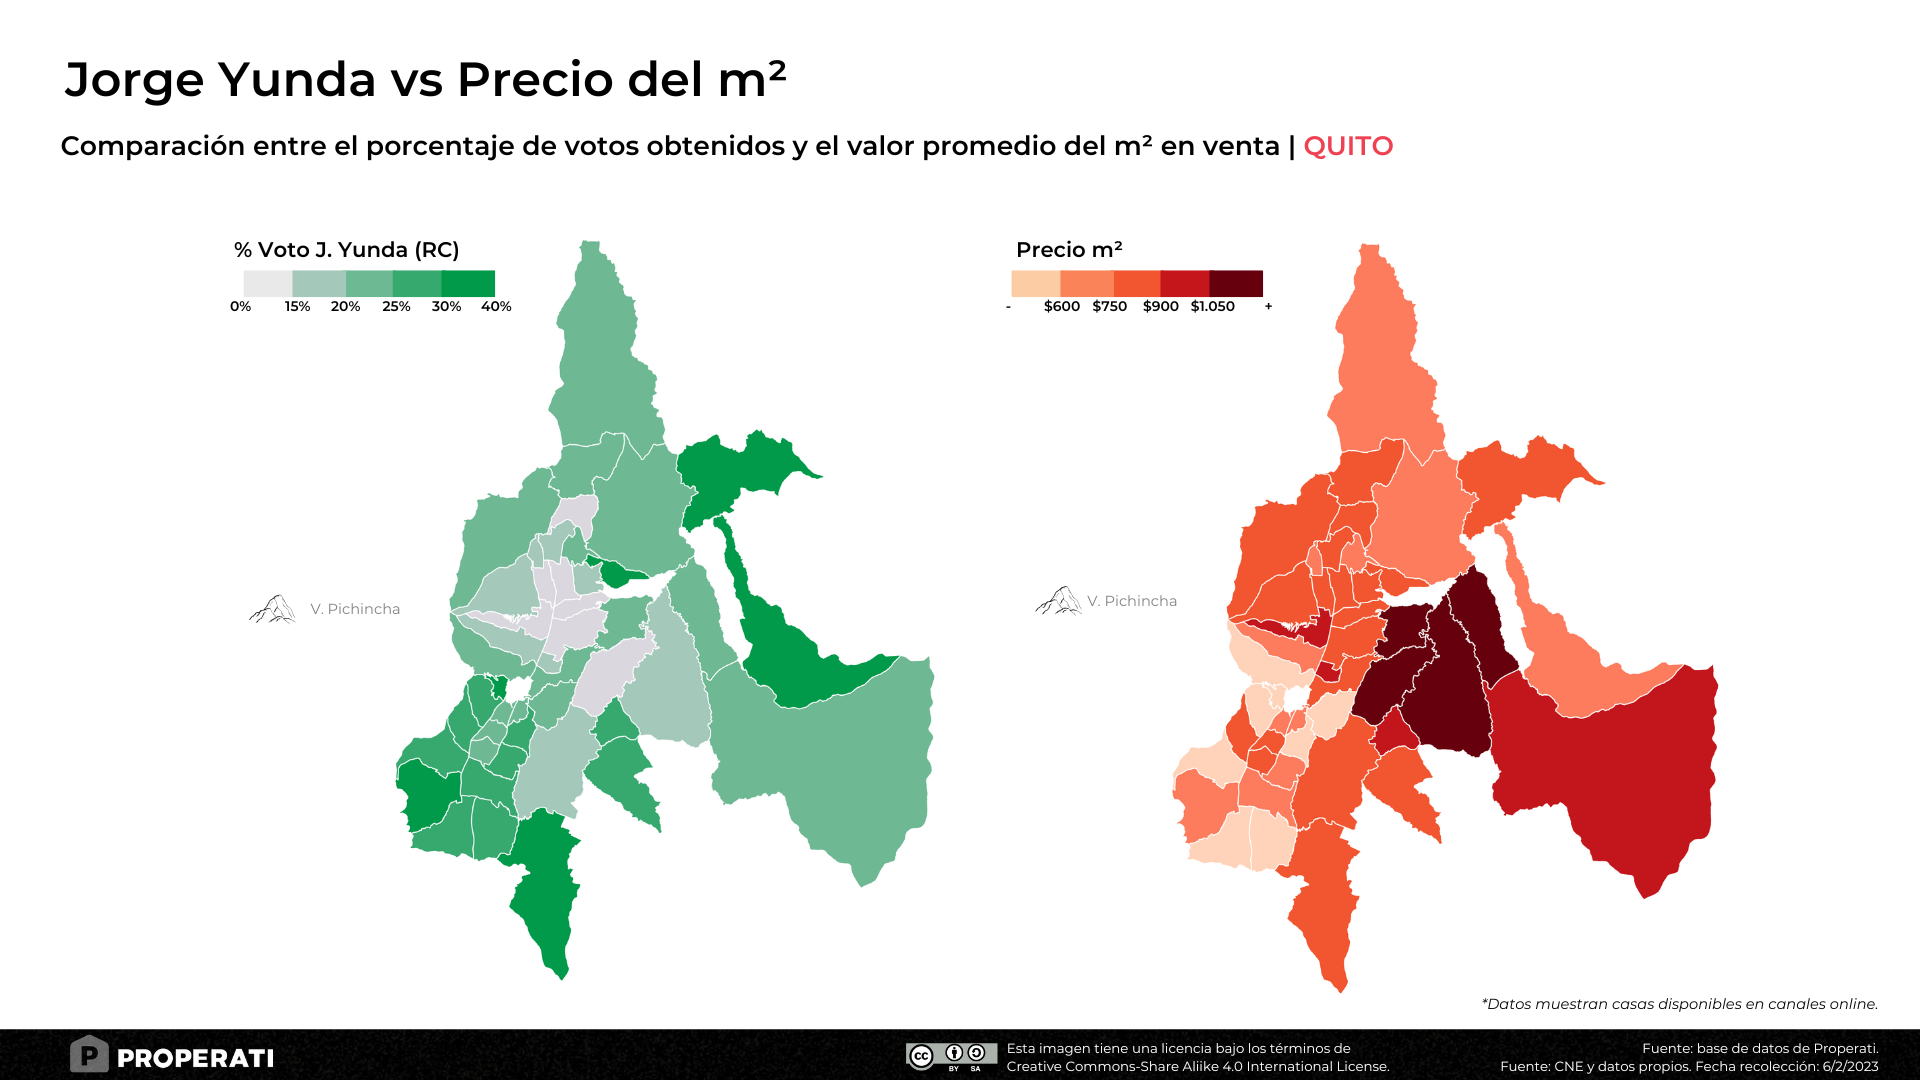 Jorge Yunda vs Precio del m²
Comparación entre el porcentaje de votos obtenidos y el valor promedio del m² en venta | QUITO
% Voto J. Yunda (RC)
0% 15% 20% 25% 30% 40%
Precio m²
- $600 $750 $900 $1.050 +
V. Pichincha
V. Pichincha
*Datos muestran casas disponibles en canales online.
P PROPERATI
cc BY SA
Esta imagen tiene una licencia bajo los términos de
Creative Commons-Share Aliike 4.0 International License.
Fuente: base de datos de Properati.
Fuente: CNE y datos propios. Fecha recolección: 6/2/2023